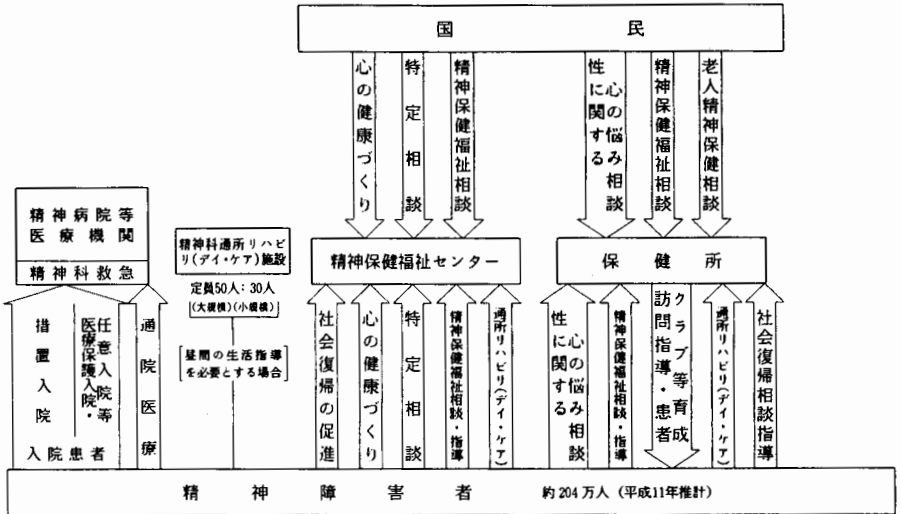 国民
心の健康づくり
特定相談
精神保健福祉相談
性に関する
心の悩み相談
精神保健福祉相談
老人精神保健相談
精神病院等
医療機関
精神科救急
精神科通所リハビ
リ(デイ・ケア)施設
定員50人:30人
(大規模)(小規模)
昼間の生活指導
を必要とする場合
精神保健福祉センター
保健所
措置入院
任意入院等
医療保護入院・
入院患者
通院医療
社会復帰の促進
心の健康づくり
特定相談
精神保健福祉相談・指導
通所リハビリ(デイ・ケア)
性に関する
心の悩み相談
精神保健福祉相談・指導
クラブ等育成
訪問指導・患者
通所リハビリ(デイ・ケア)
社会復帰相談指導
精神障害者 約204万人(平成11年推計)